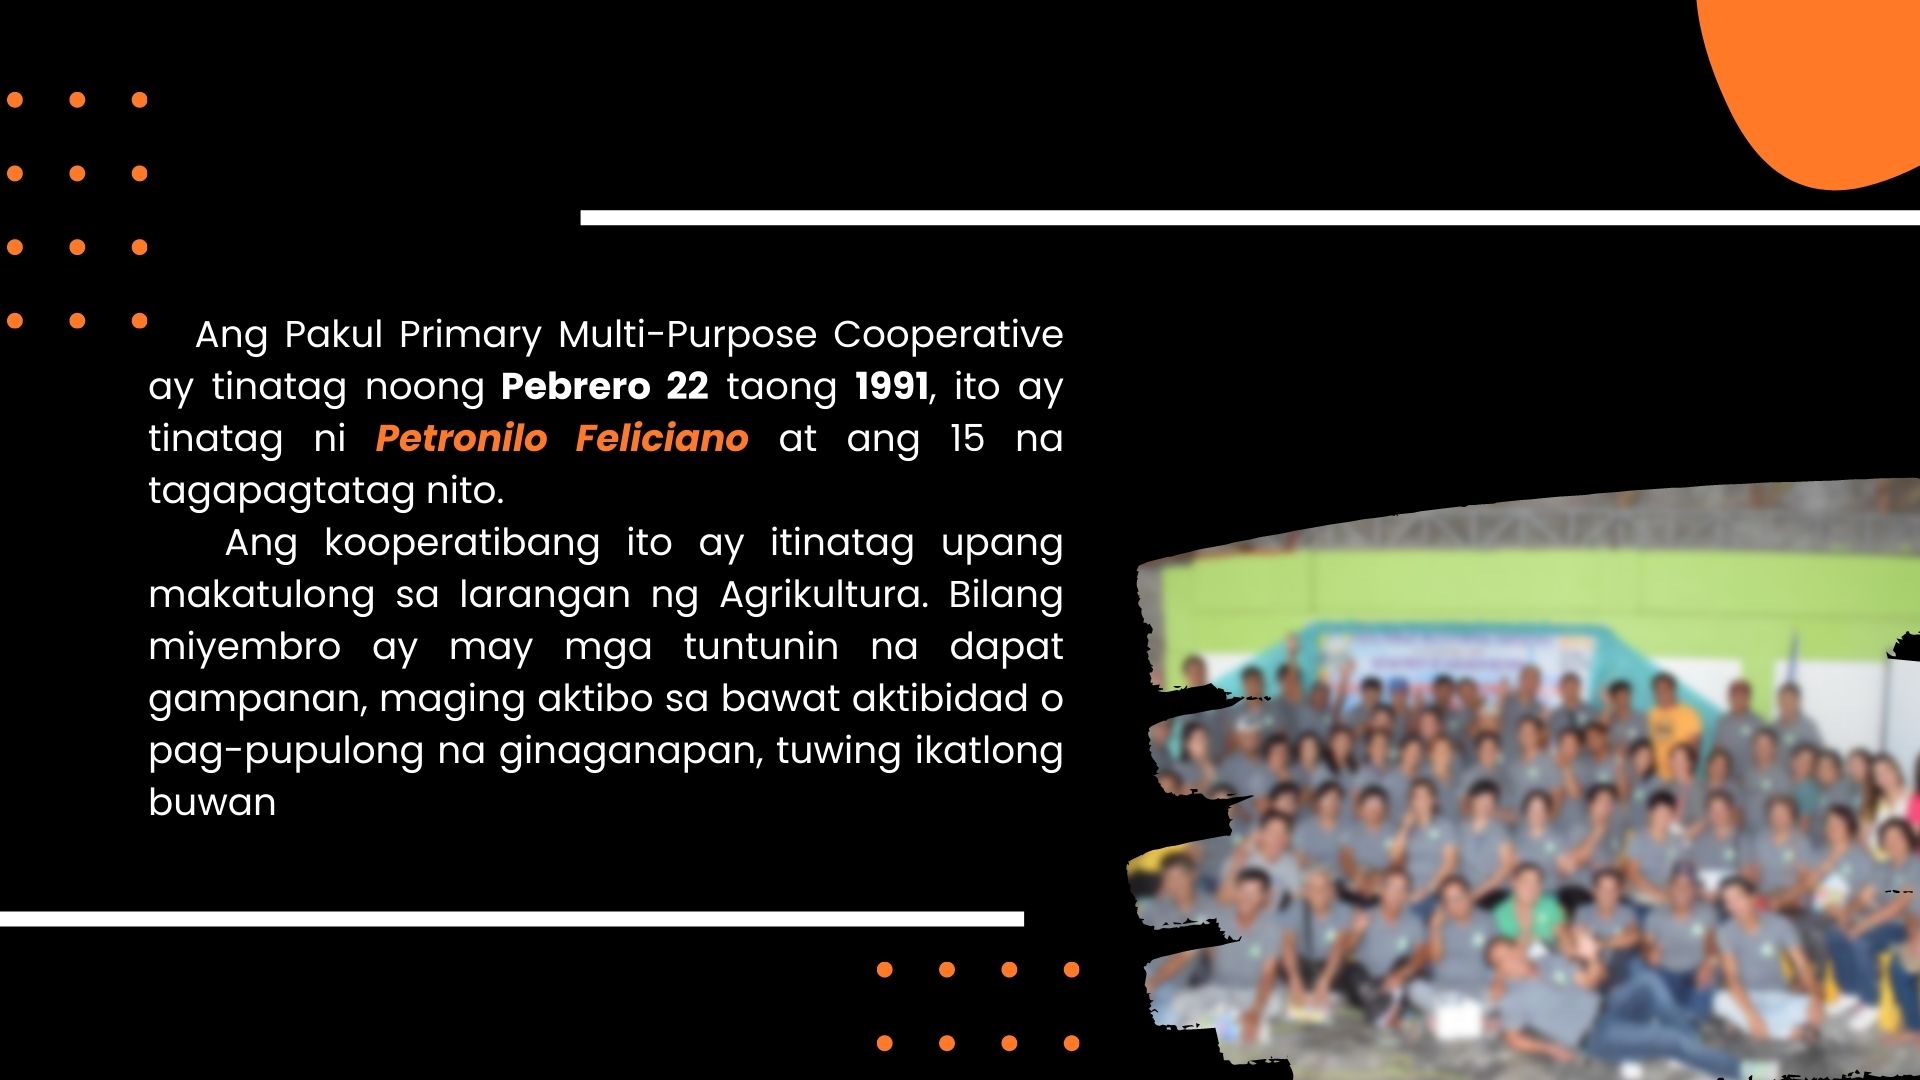 Ang Pakul Primary Multi-Purpose Cooperative
ay tinatag noong Pebrero 22 taong 1991, ito ay
tinatag ni Petronilo Feliciano at ang 15 na
tagapagtatag nito.
Ang kooperatibang ito ay itinatag upang
makatulong sa larangan ng Agrikultura. Bilang
miyembro ay may mga tuntunin na dapat
gampanan, maging aktibo sa bawat aktibidad o
pag-pupulong na ginaganapan, tuwing ikatlong
buwan